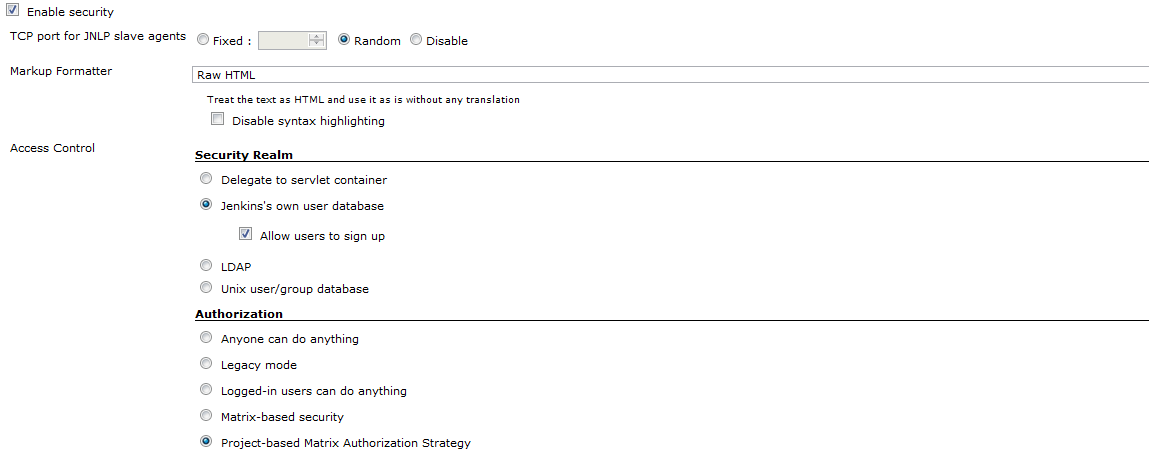 Enable security
TCP port for JNLP slave agents Fixed : Random Disable
Markup Formatter Raw HTML
Treat the text as HTML and use it as is without any translation
Disable syntax highlighting
Access Control
Security Realm
Delegate to servlet container
Jenkins's own user database
Allow users to sign up
LDAP
Unix user/group database
Authorization
Anyone can do anything
Legacy mode
Logged-in users can do anything
Matrix-based security
Project-based Matrix Authorization Strategy